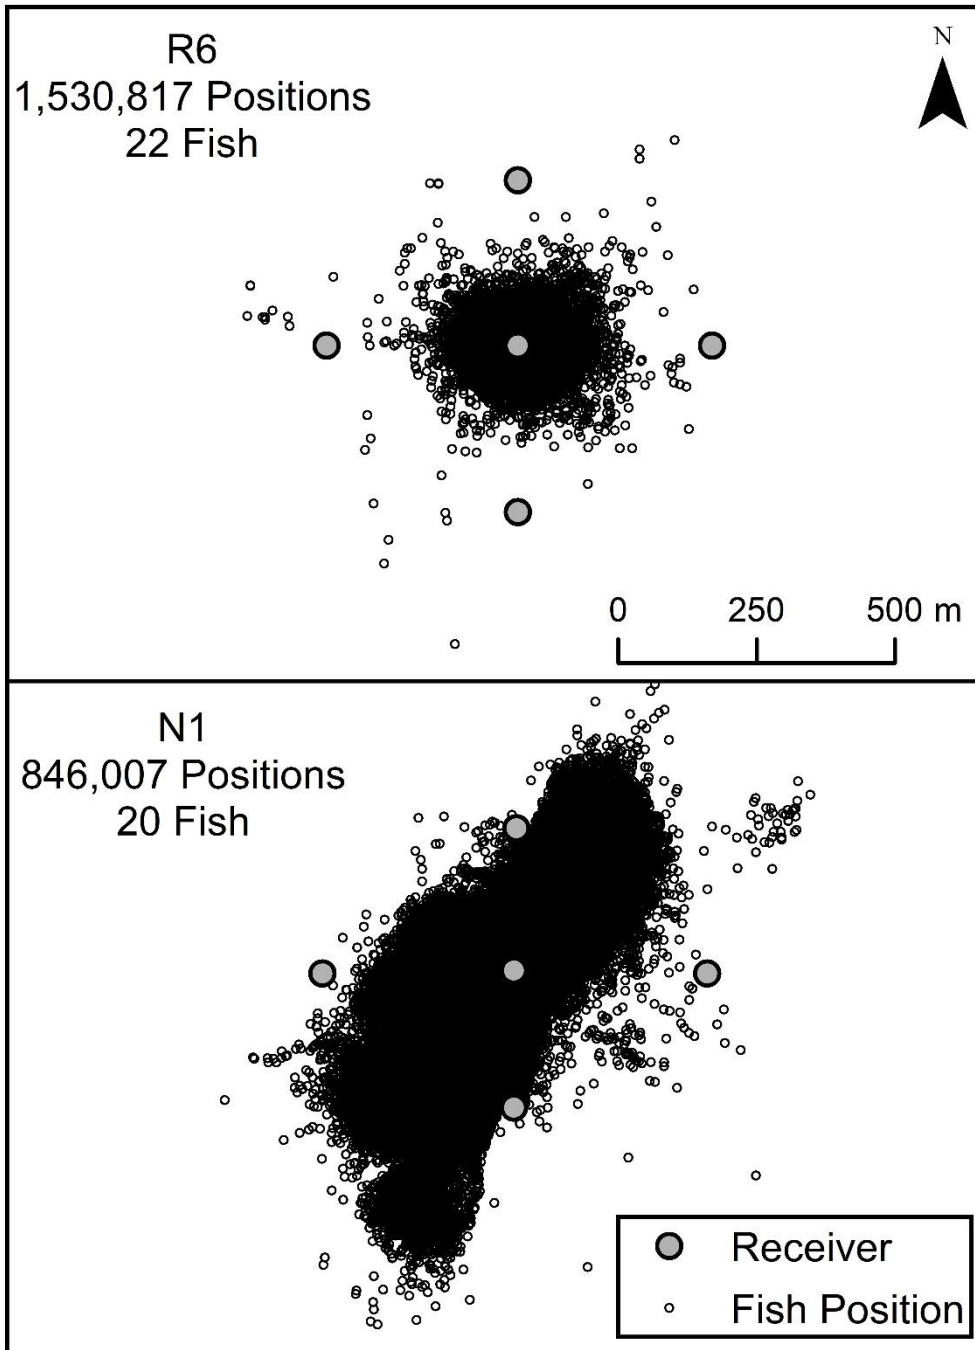 R6
1,530,817 Positions
22 Fish
N
0 250 500 m
N1
846,007 Positions
20 Fish
Receiver
Fish Position